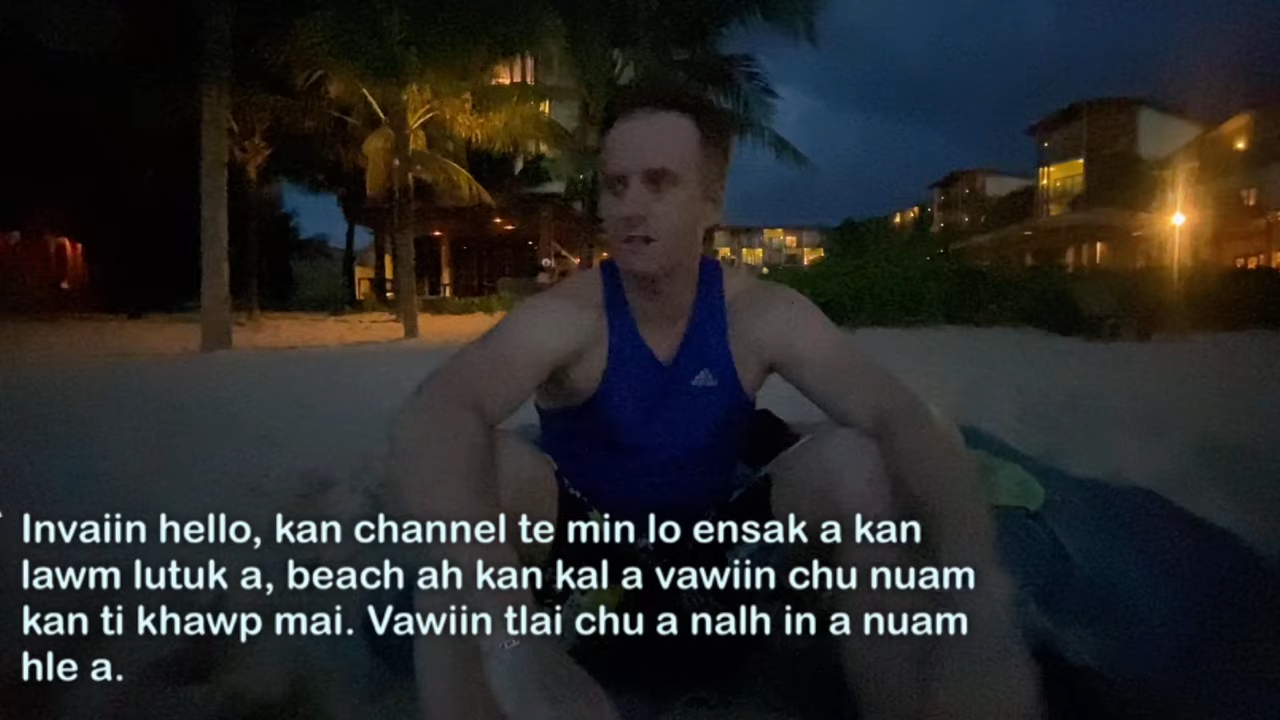 Invaiin hello, kan channel te min lo ensak a kan
lawm lutuk a, beach ah kan kal a vawiin chu nuam
kan ti khawp mai. Vawiin tlai chu a nalh in a nuam
hle a.